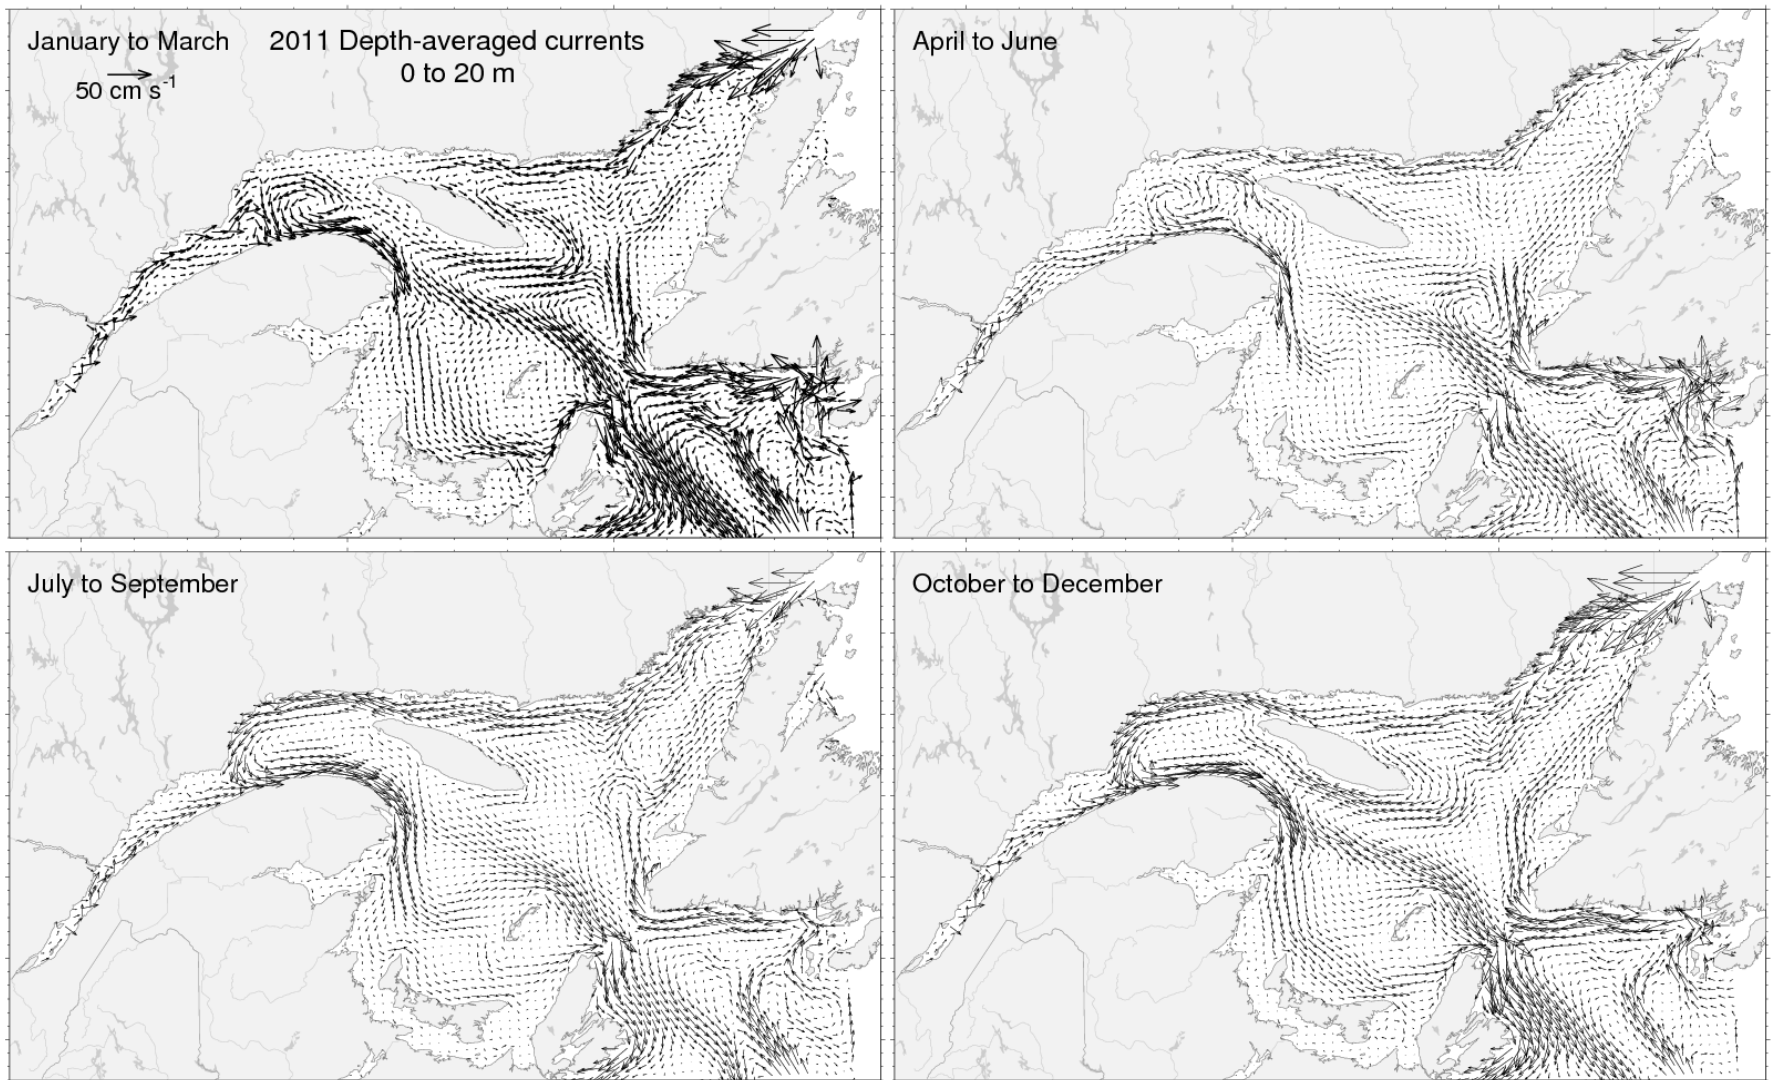 January to March
2011 Depth-averaged currents
0 to 20 m
50 cm s⁻¹
April to June
July to September
October to December